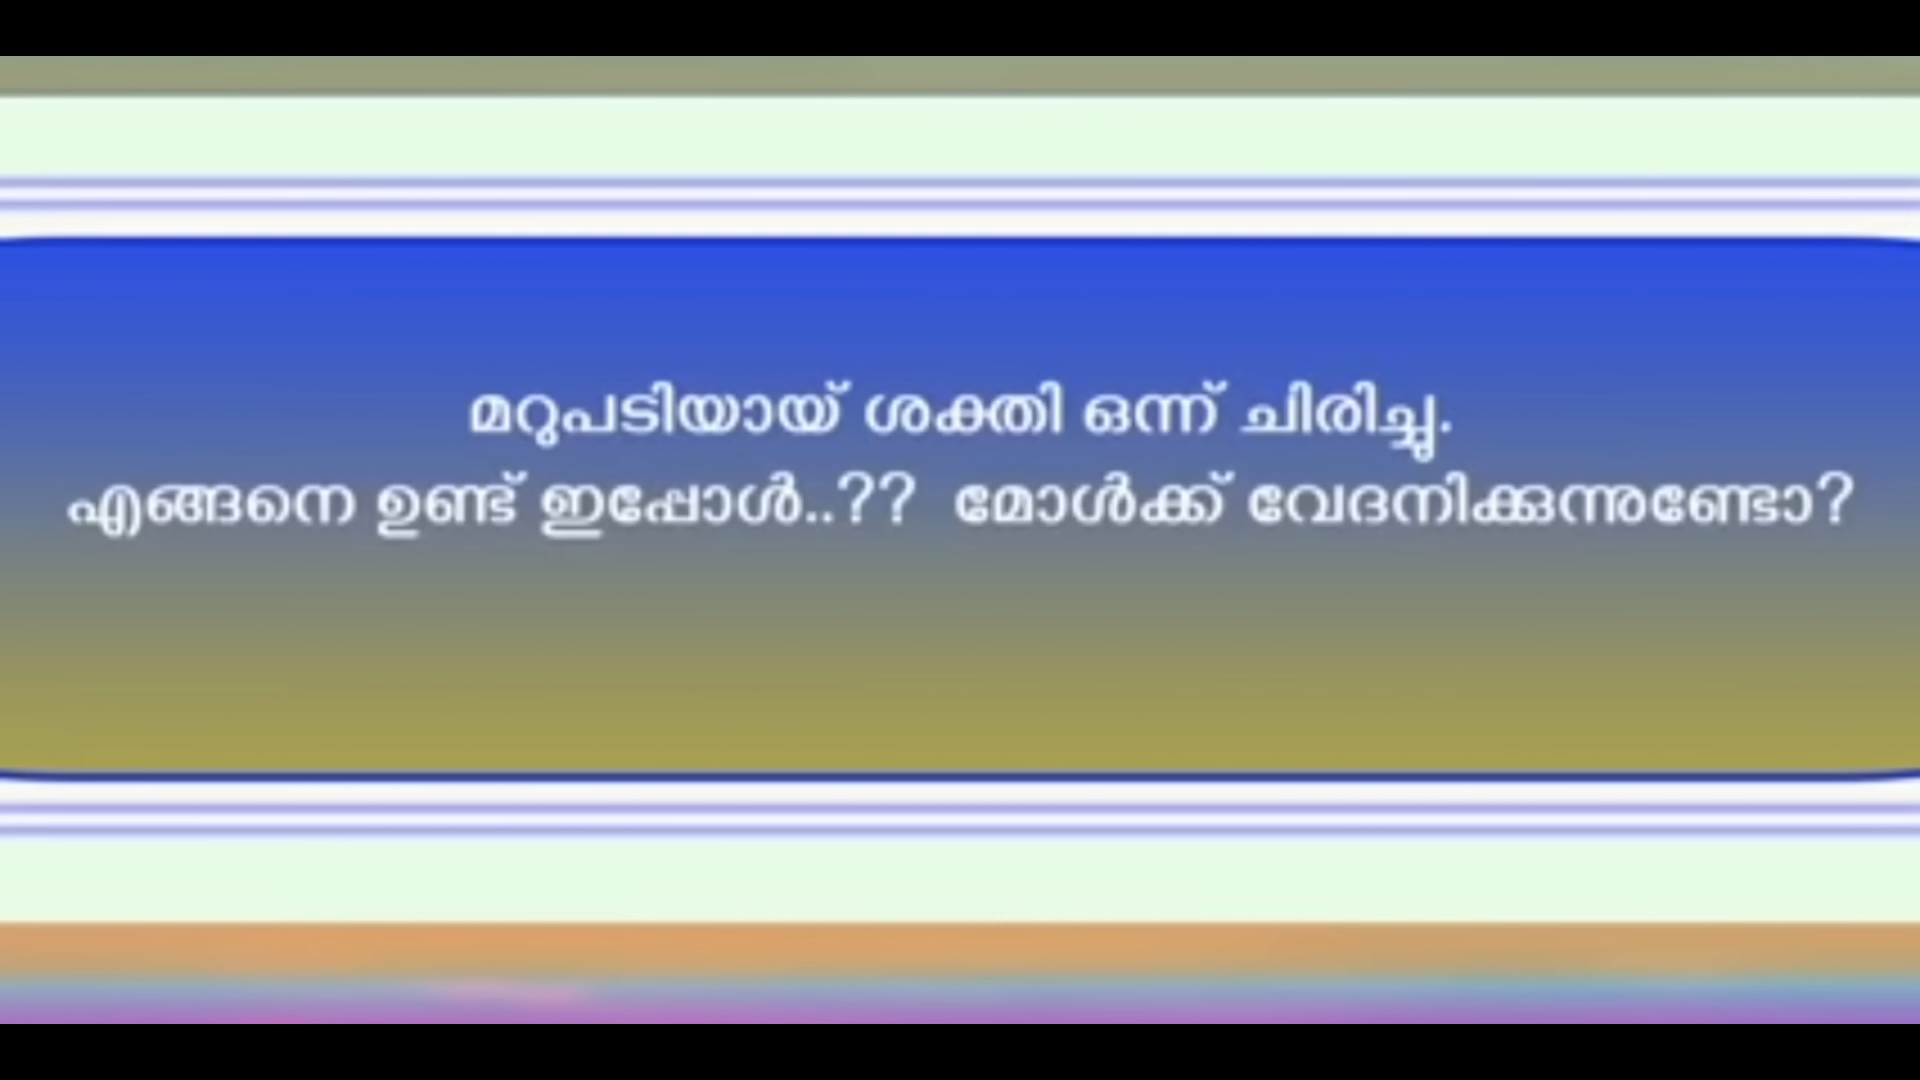 മറുപടിയായ് ശക്തി ഒന്ന് ചിരിച്ചു.
എങ്ങനെ ഉണ്ട് ഇപ്പോൾ..?? മോൾക്ക് വേദനിക്കുന്നുണ്ടോ?